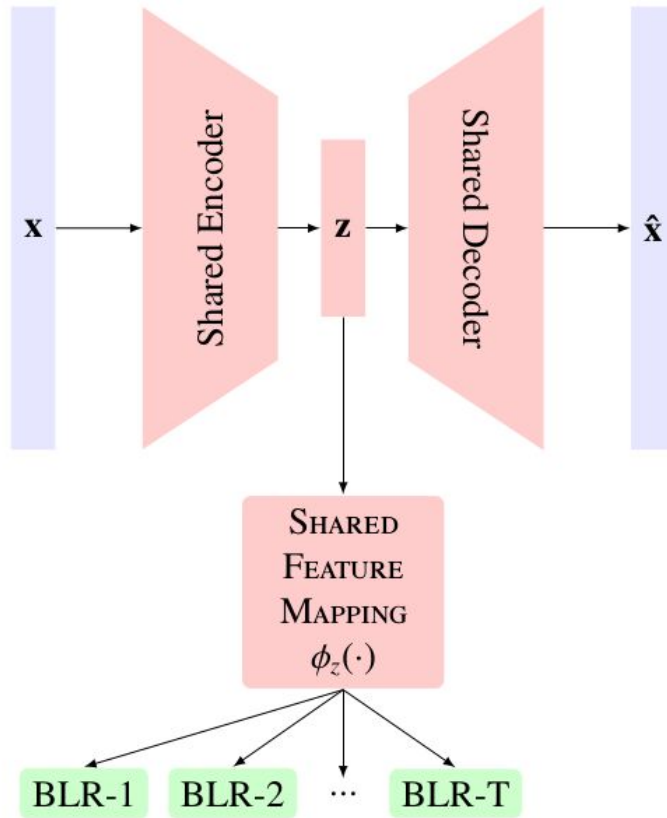 x
Shared Encoder
z
Shared Decoder
x̂
SHARED
FEATURE
MAPPING
ϕz(·)
BLR-1 BLR-2 ... BLR-T